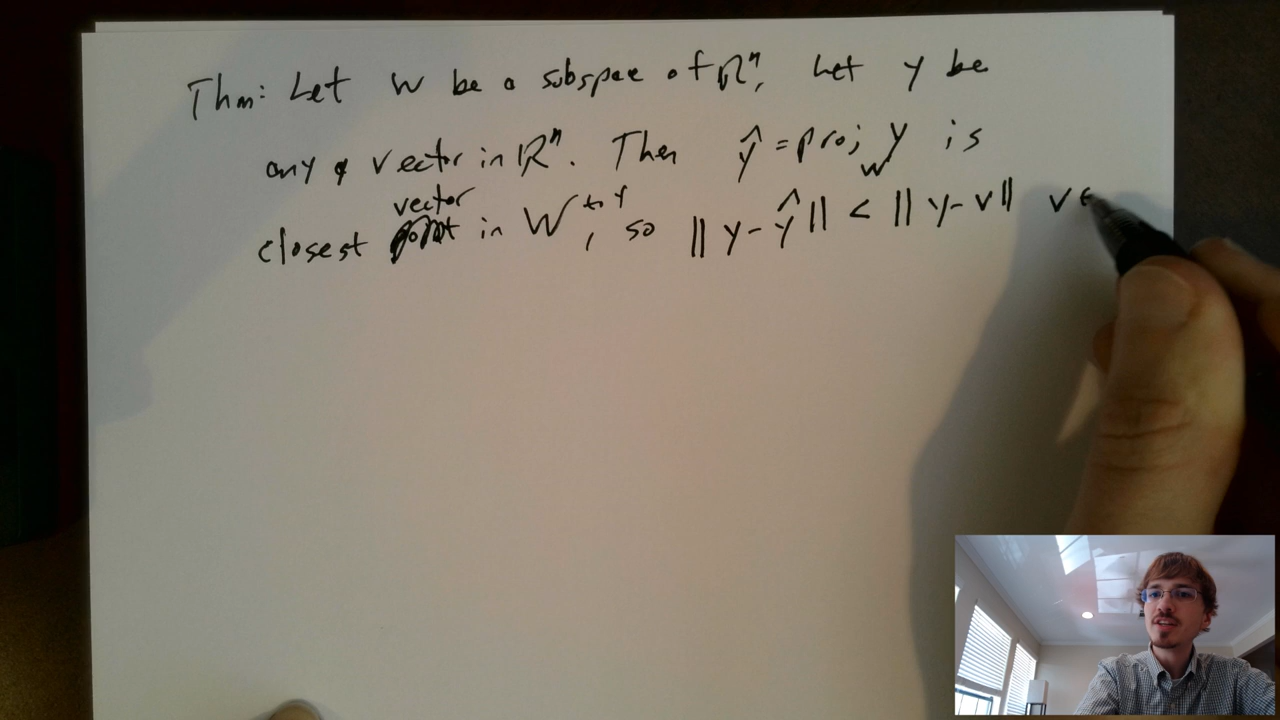 Thm: Let W be a subspace of ℝⁿ, Let y be
any vector in ℝⁿ. Then ŷ = proj_W y is
closest vector in W to y, so ‖y-ŷ‖ < ‖y-v‖ v∈